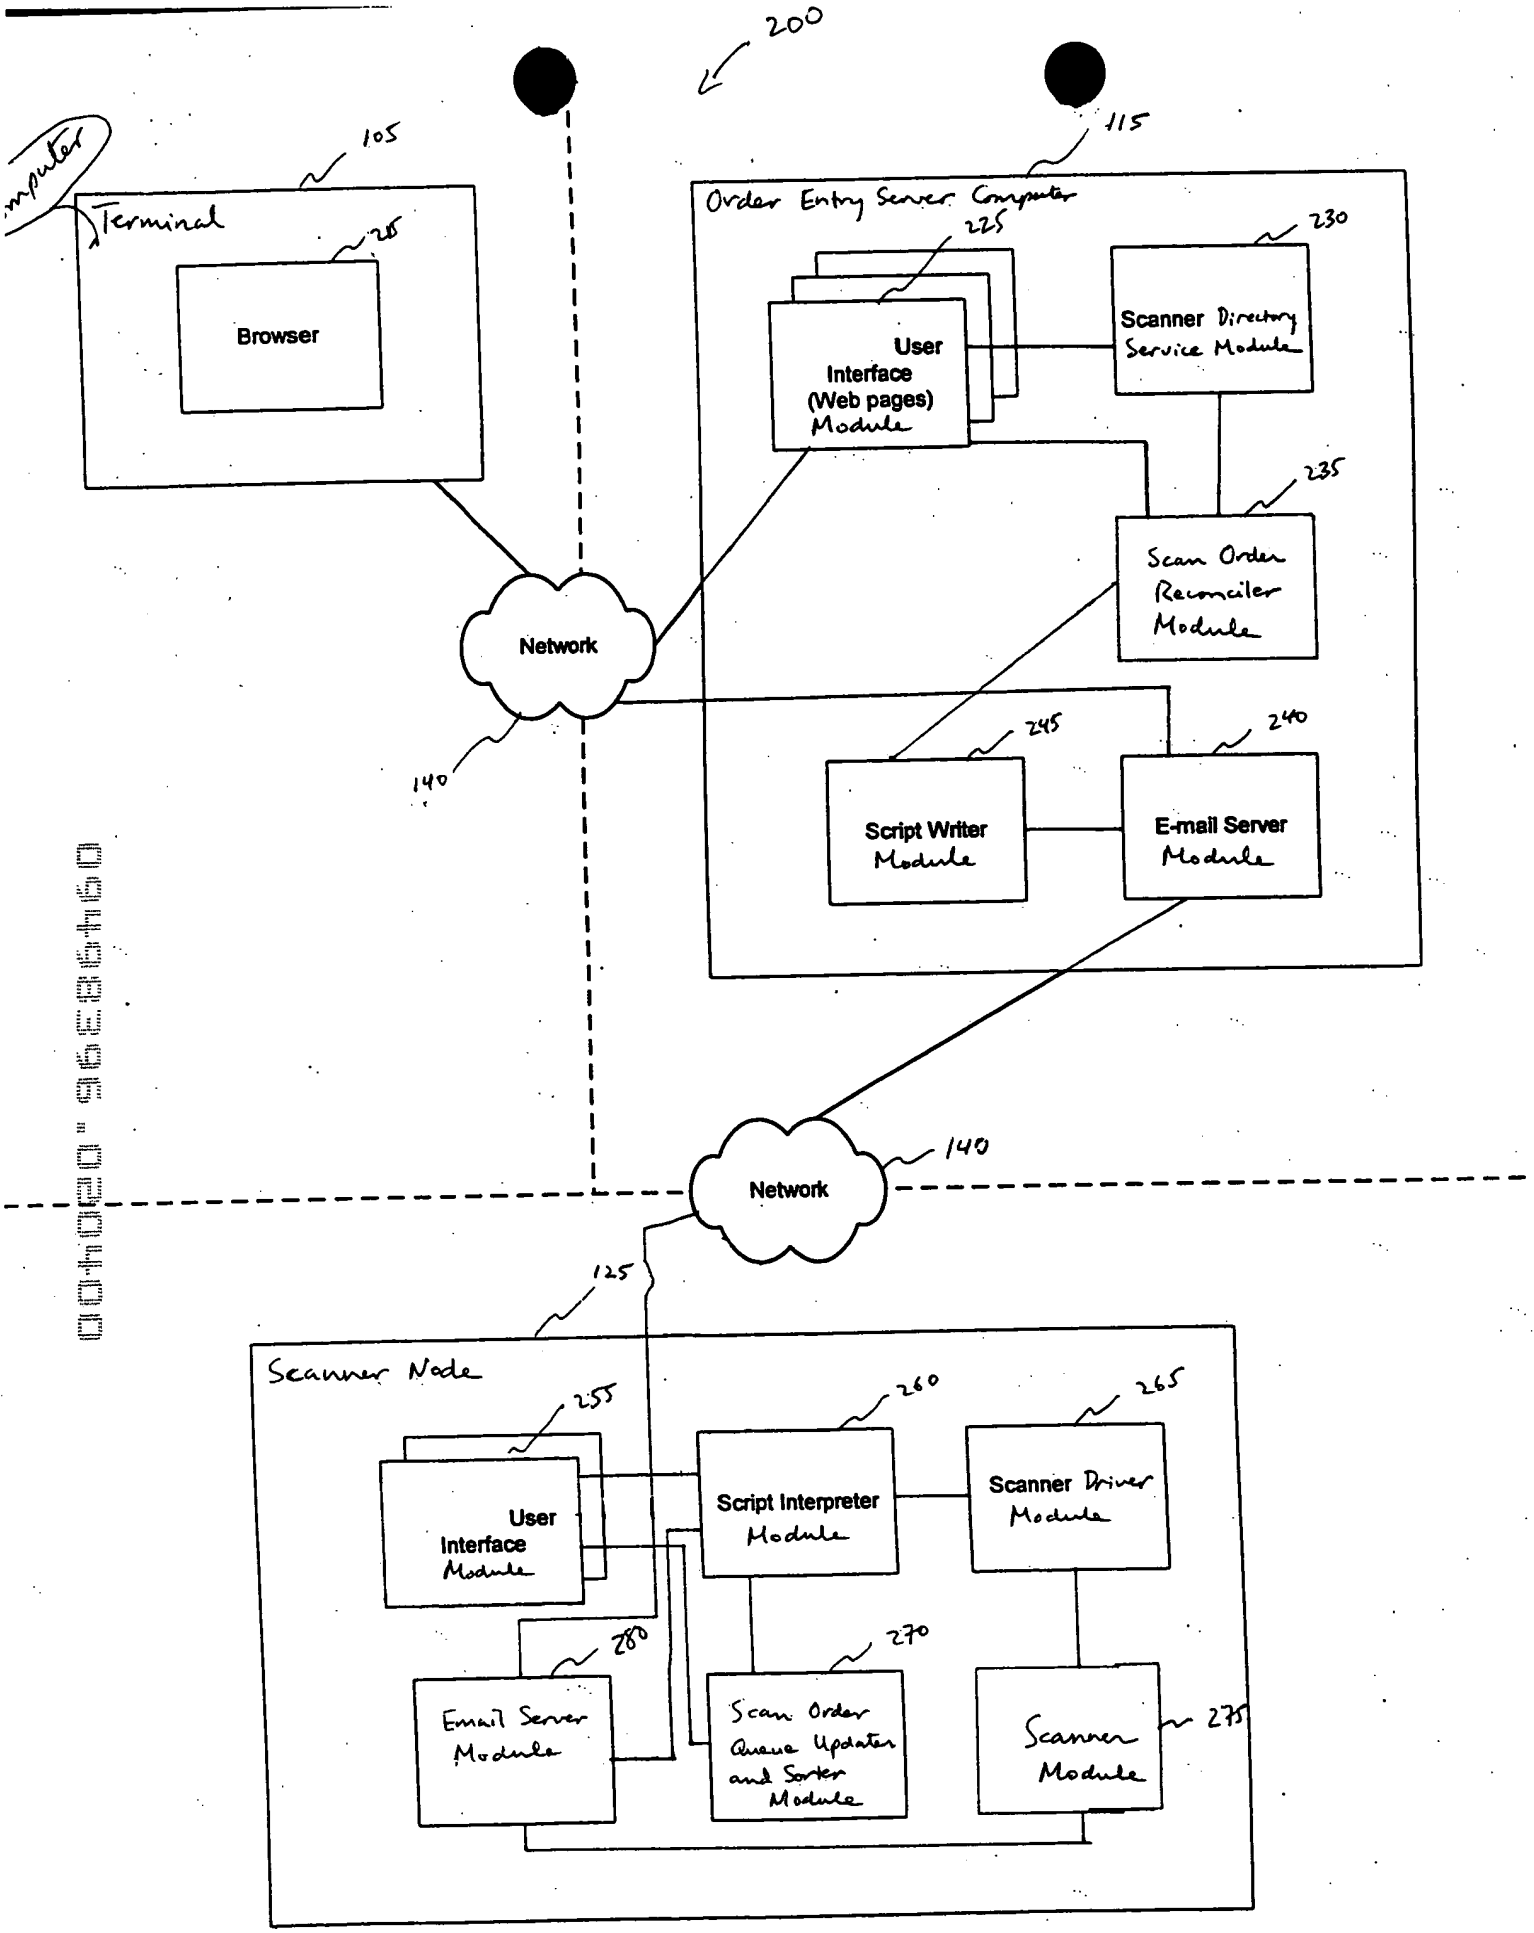 200
105
115
Terminal
Browser
Order Entry Server Computer
225
230
User
Interface
(Web pages)
Module
Scanner Directory
Service Module
235
Scan Order
Reconciler
Module
Network
140
245
240
Script Writer
Module
E-mail Server
Module
Network
140
125
Scanner Node
255
260
265
User
Interface
Module
Script Interpreter
Module
Scanner Driver
Module
280
270
275
Email Server
Module
Scan Order
Queue Updater
and Sorter
Module
Scanner
Module